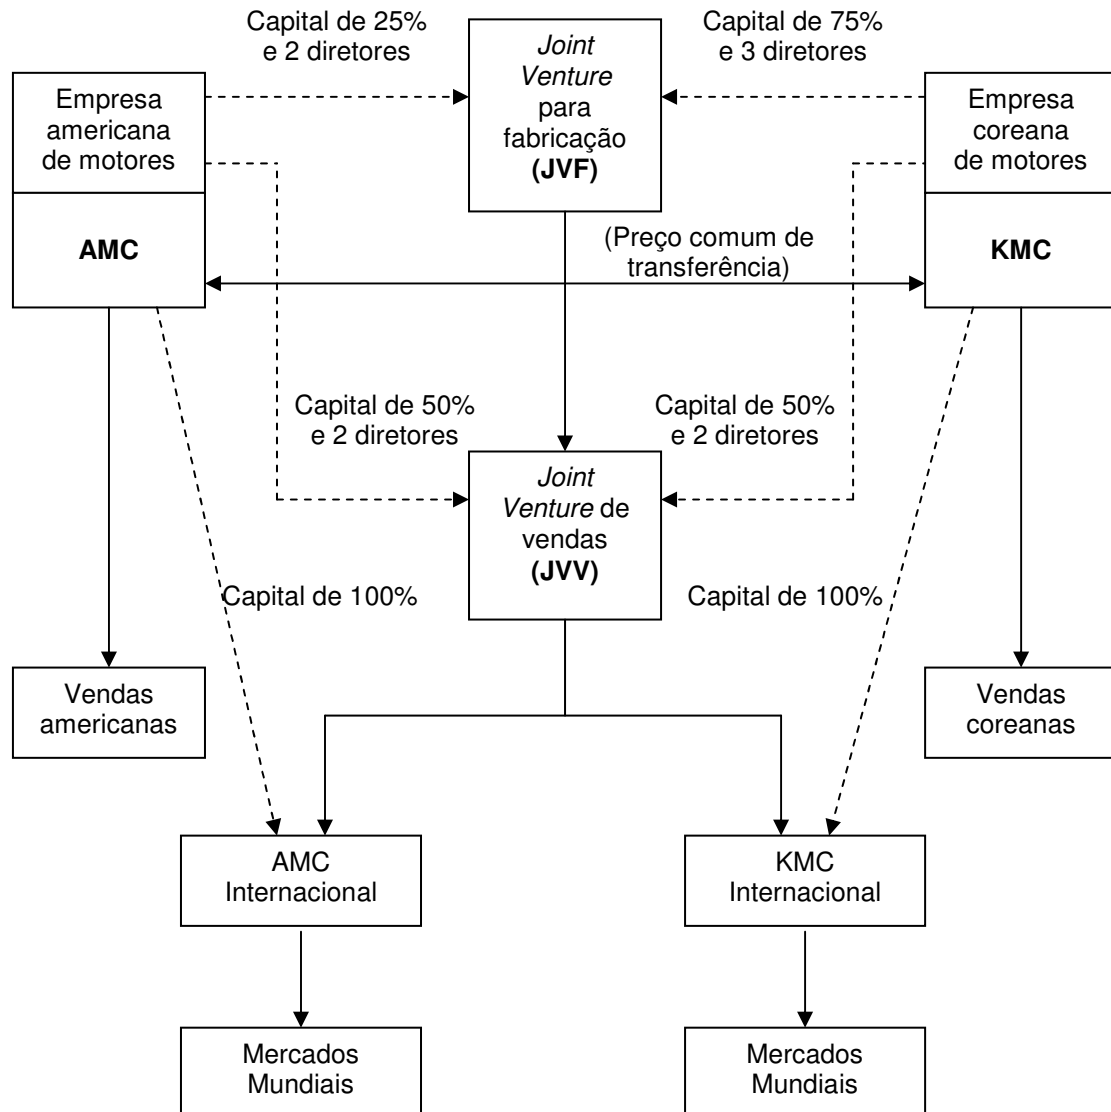 Capital de 25%
e 2 diretores
Joint
Venture
para
fabricação
(JVF)
Capital de 75%
e 3 diretores
Empresa
americana
de motores
AMC
Empresa
coreana
de motores
KMC
(Preço comum de
transferência)
Capital de 50%
e 2 diretores
Capital de 50%
e 2 diretores
Joint
Venture de
vendas
(JVV)
Capital de 100%
Capital de 100%
Vendas
americanas
Vendas
coreanas
AMC
Internacional
KMC
Internacional
Mercados
Mundiais
Mercados
Mundiais